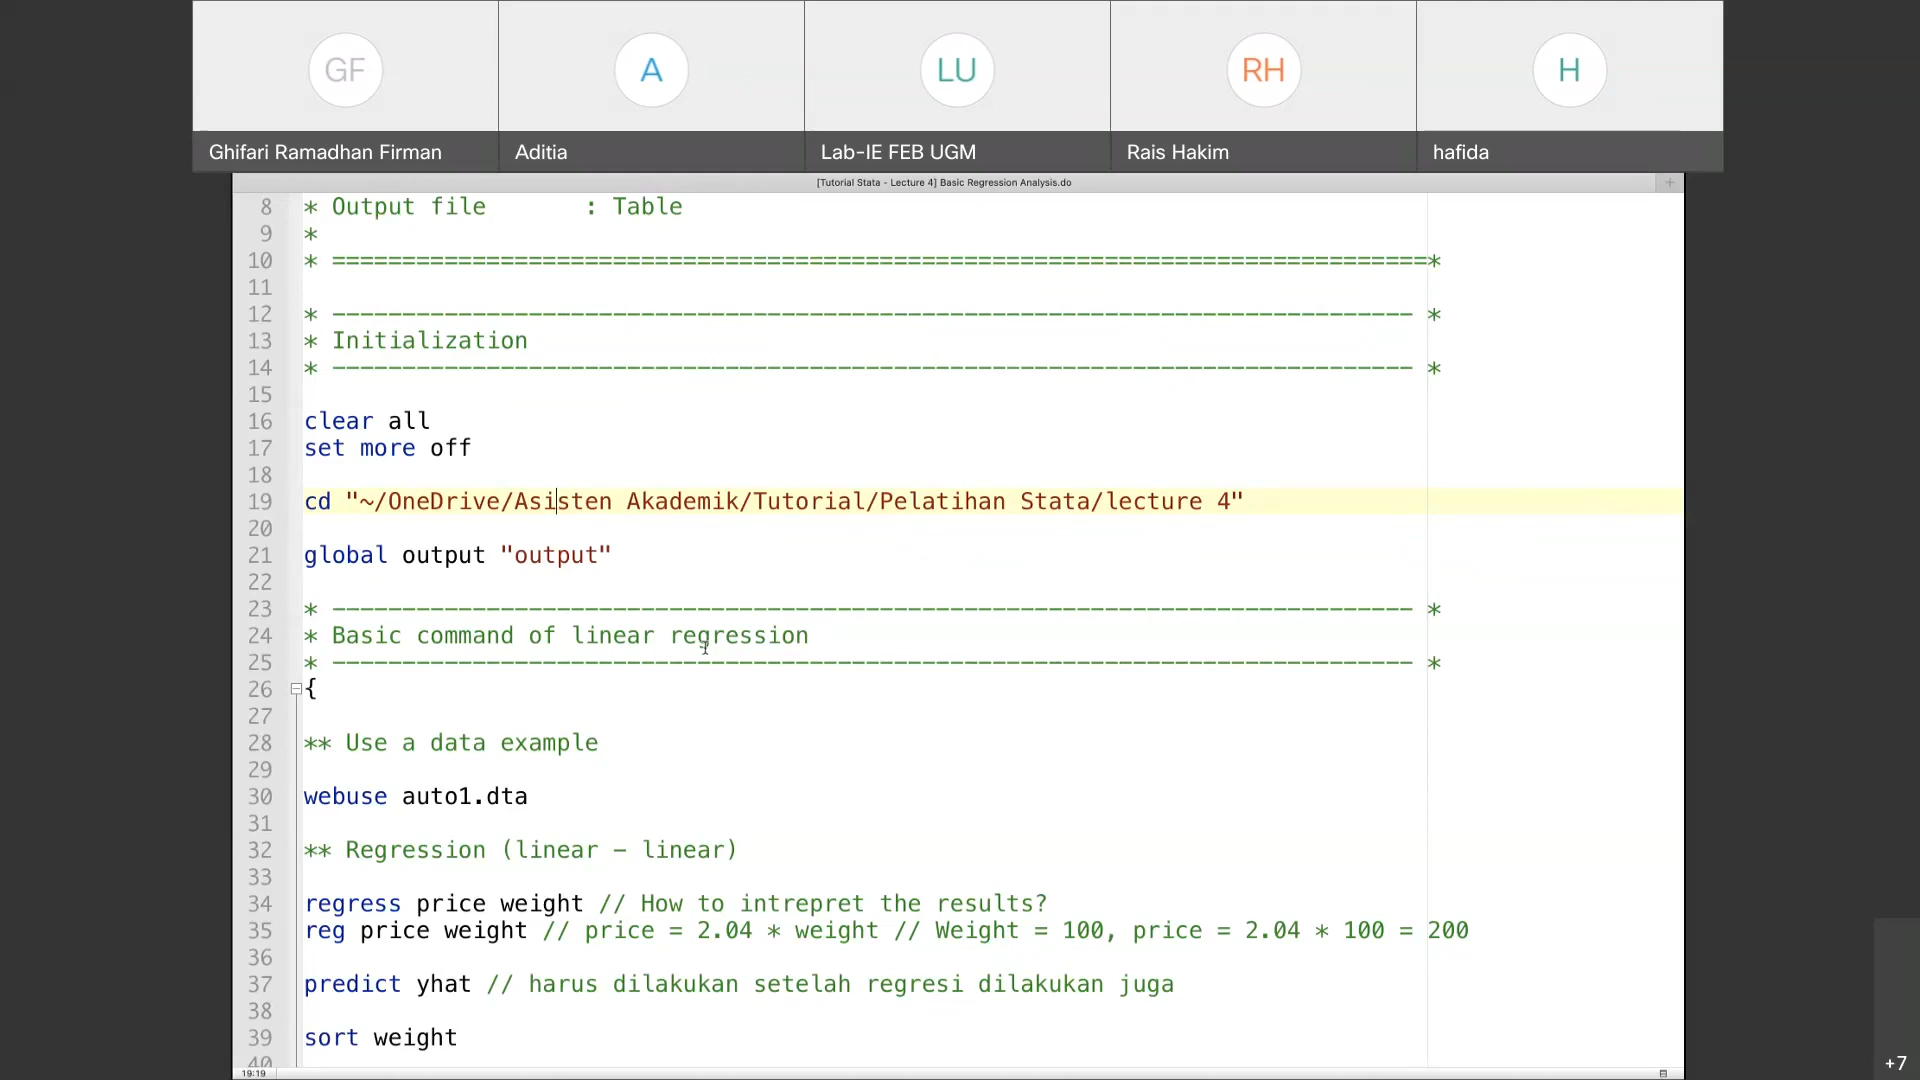 GF
A
LU
RH
H
Ghifari Ramadhan Firman
Aditia
Lab-IE FEB UGM
Rais Hakim
hafida
[Tutorial Stata - Lecture 4] Basic Regression Analysis.do
8 * Output file : Table
9 *
10 * ==============================================================================*
11
12 * ----------------------------------------------------------------------------- *
13 * Initialization
14 * ----------------------------------------------------------------------------- *
15
16 clear all
17 set more off
18
19 cd "~/OneDrive/Asisten Akademik/Tutorial/Pelatihan Stata/lecture 4"
20
21 global output "output"
22
23 * ----------------------------------------------------------------------------- *
24 * Basic command of linear regression
25 * ----------------------------------------------------------------------------- *
26 {
27
28 ** Use a data example
29
30 webuse auto1.dta
31
32 ** Regression (linear - linear)
33
34 regress price weight // How to intrepret the results?
35 reg price weight // price = 2.04 * weight // Weight = 100, price = 2.04 * 100 = 200
36
37 predict yhat // harus dilakukan setelah regresi dilakukan juga
38
39 sort weight
40
19:19
+7